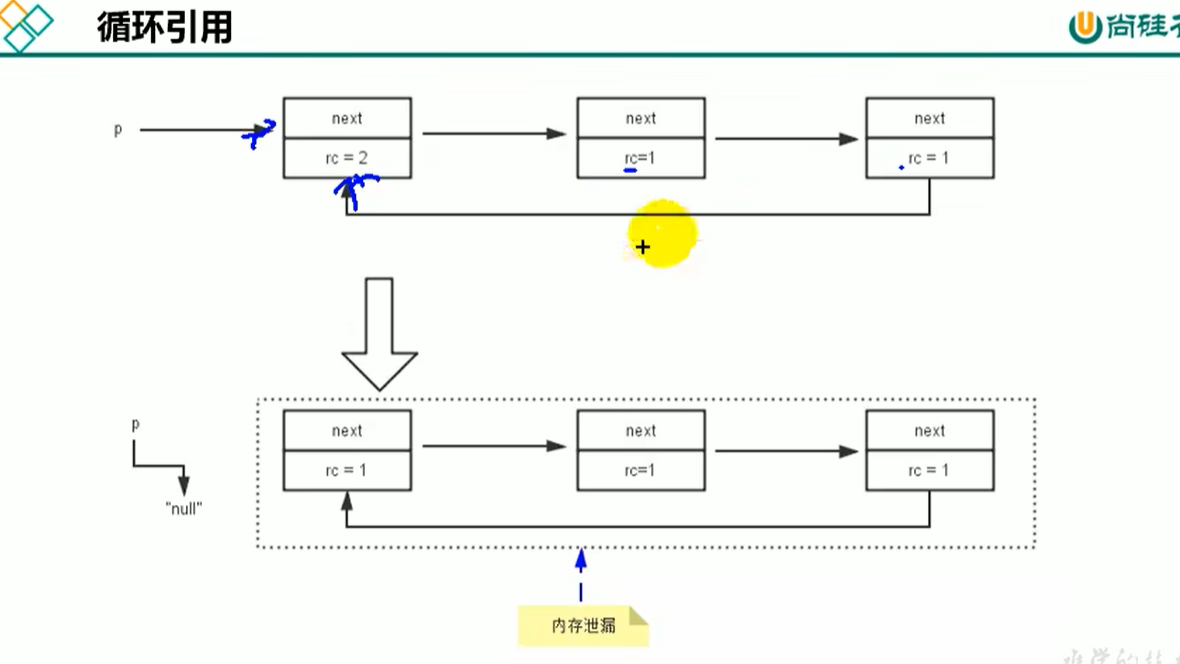 循环引用
尚硅
p
next
next
next
rc = 2
rc=1
rc = 1
p
next
next
next
rc = 1
rc=1
rc = 1
"null"
内存泄漏